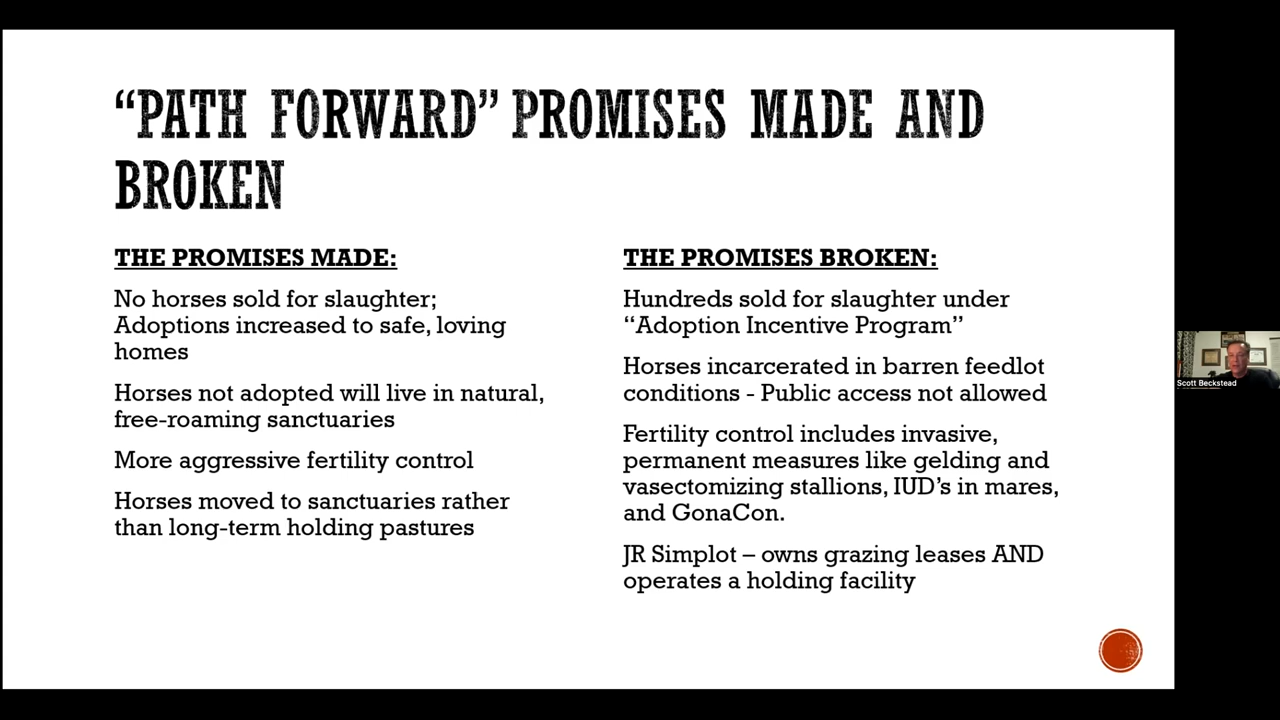 “PATH FORWARD” PROMISES MADE AND
BROKEN
THE PROMISES MADE:
No horses sold for slaughter;
Adoptions increased to safe, loving
homes
Horses not adopted will live in natural,
free-roaming sanctuaries
More aggressive fertility control
Horses moved to sanctuaries rather
than long-term holding pastures
THE PROMISES BROKEN:
Hundreds sold for slaughter under
“Adoption Incentive Program”
Horses incarcerated in barren feedlot
conditions - Public access not allowed
Fertility control includes invasive,
permanent measures like gelding and
vasectomizing stallions, IUD’s in mares,
and GonaCon.
JR Simplot – owns grazing leases AND
operates a holding facility
Scott Beckstead